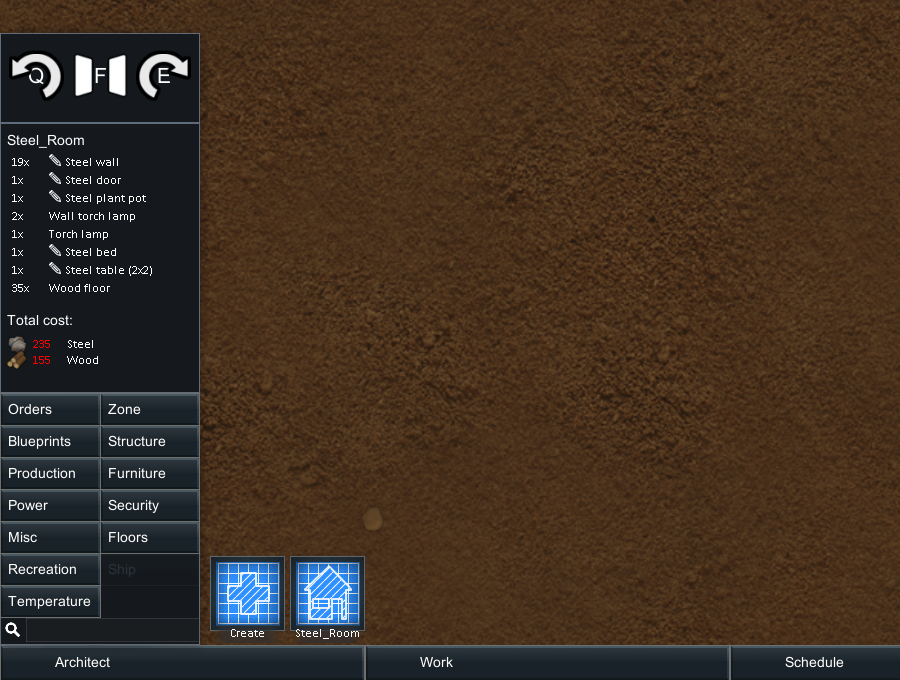 Q F E
Steel_Room
19x Steel wall
1x Steel door
1x Steel plant pot
2x Wall torch lamp
1x Torch lamp
1x Steel bed
1x Steel table (2x2)
35x Wood floor
Total cost:
235 Steel
155 Wood
Orders Zone
Blueprints Structure
Production Furniture
Power Security
Misc Floors
Recreation Ship
Temperature
Create Steel_Room
Architect Work Schedule